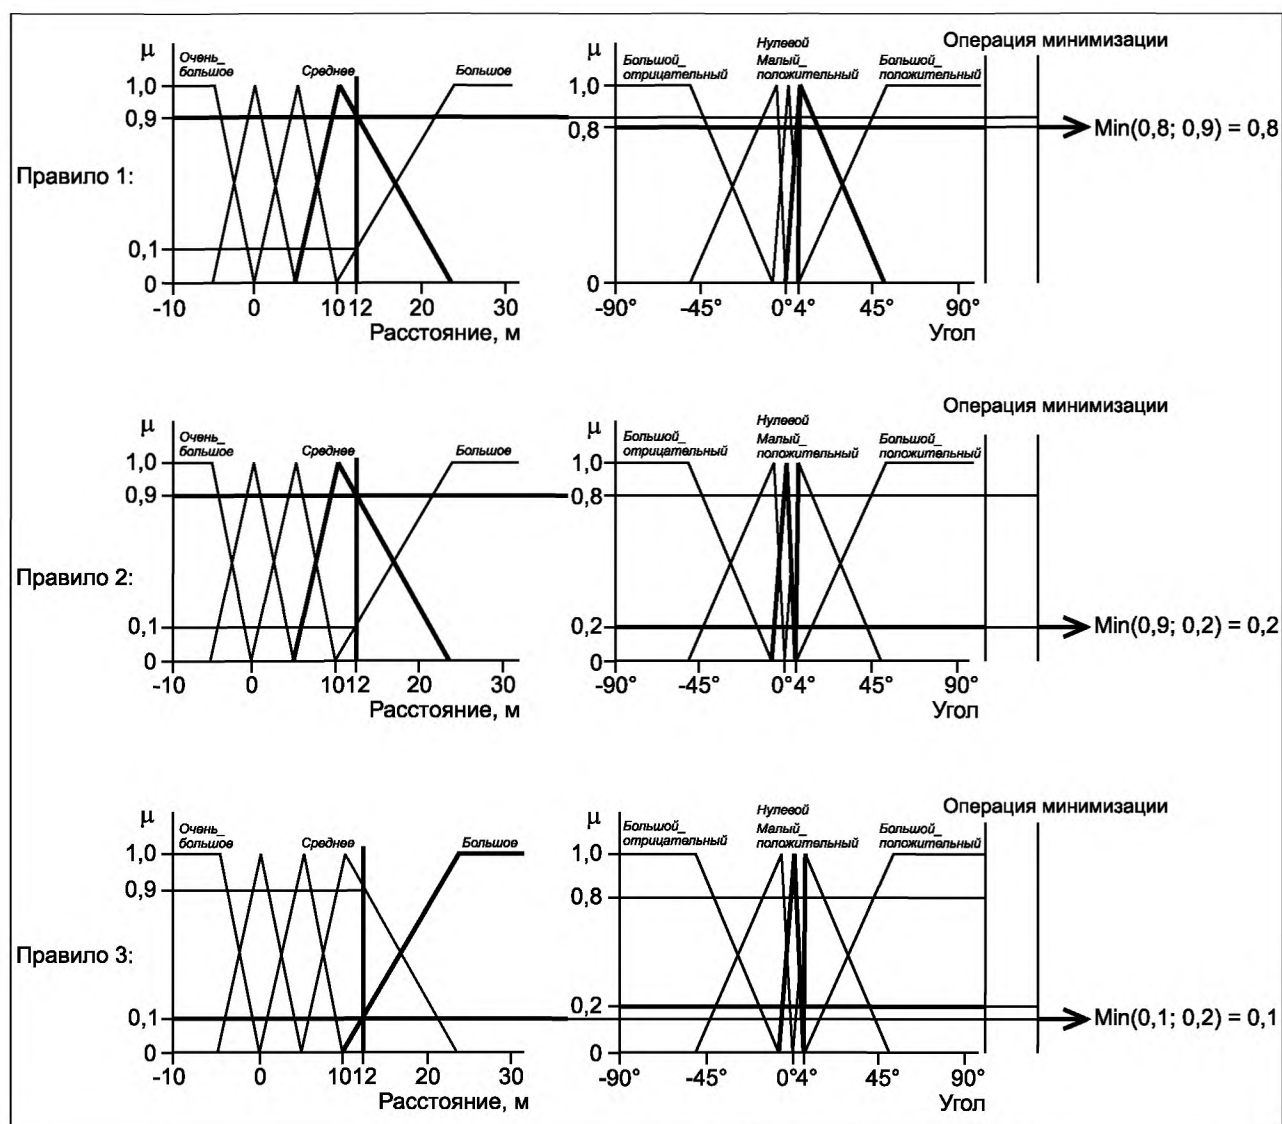 Операция минимизации
μ
Очень_
большое
Среднее
Большое
1,0
0,9
0,1
0
-10
0
10
12
20
30
Расстояние, м
Правило 1:
μ
Большой_
отрицательный
Нулевой
Малый_
положительный
Большой_
положительный
1,0
0,8
0
-90°
-45°
0°
4°
45°
90°
Угол
Min(0,8; 0,9) = 0,8
Операция минимизации
μ
Очень_
большое
Среднее
Большое
1,0
0,9
0,1
0
-10
0
10
12
20
30
Расстояние, м
Правило 2:
μ
Большой_
отрицательный
Нулевой
Малый_
положительный
Большой_
положительный
1,0
0,8
0,2
0
-90°
-45°
0°
4°
45°
90°
Угол
Min(0,9; 0,2) = 0,2
Операция минимизации
μ
Очень_
большое
Среднее
Большое
1,0
0,9
0,1
0
-10
0
10
12
20
30
Расстояние, м
Правило 3:
μ
Большой_
отрицательный
Нулевой
Малый_
положительный
Большой_
положительный
1,0
0,8
0,2
0
-90°
-45°
0°
4°
45°
90°
Угол
Min(0,1; 0,2) = 0,1